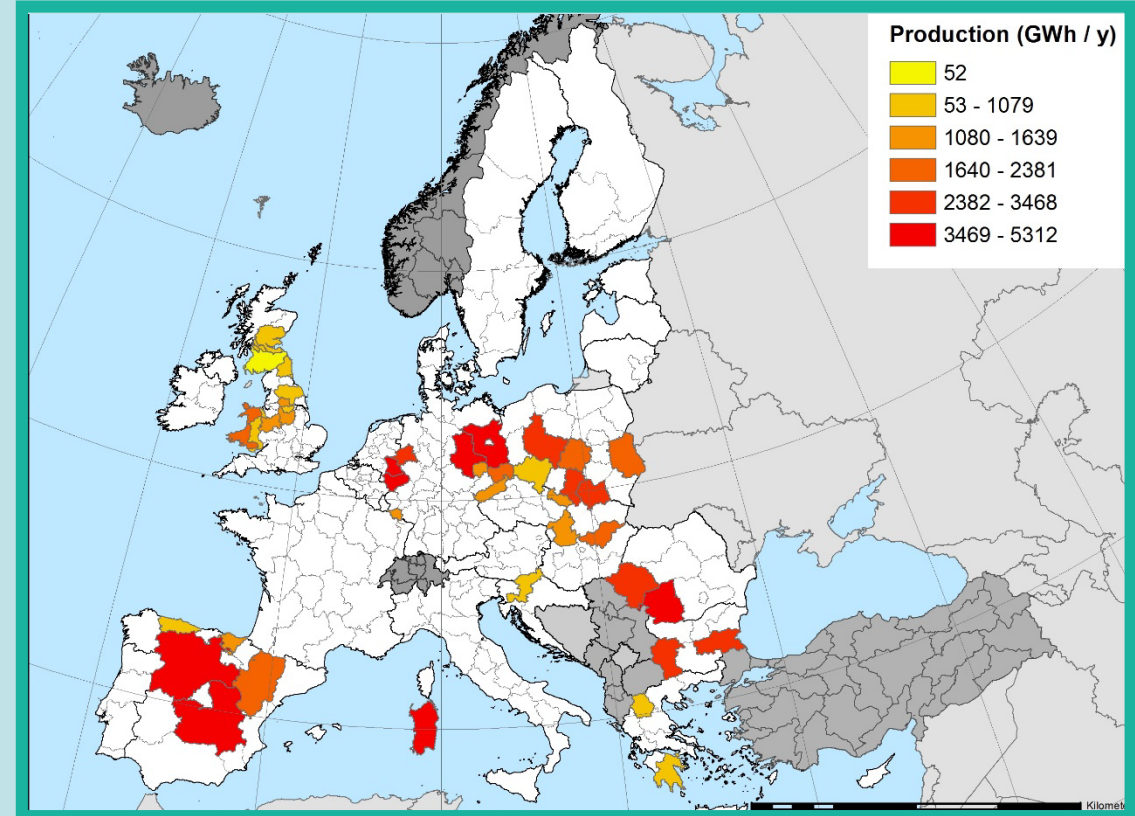 Production (GWh / y)
52
53 - 1079
1080 - 1639
1640 - 2381
2382 - 3468
3469 - 5312